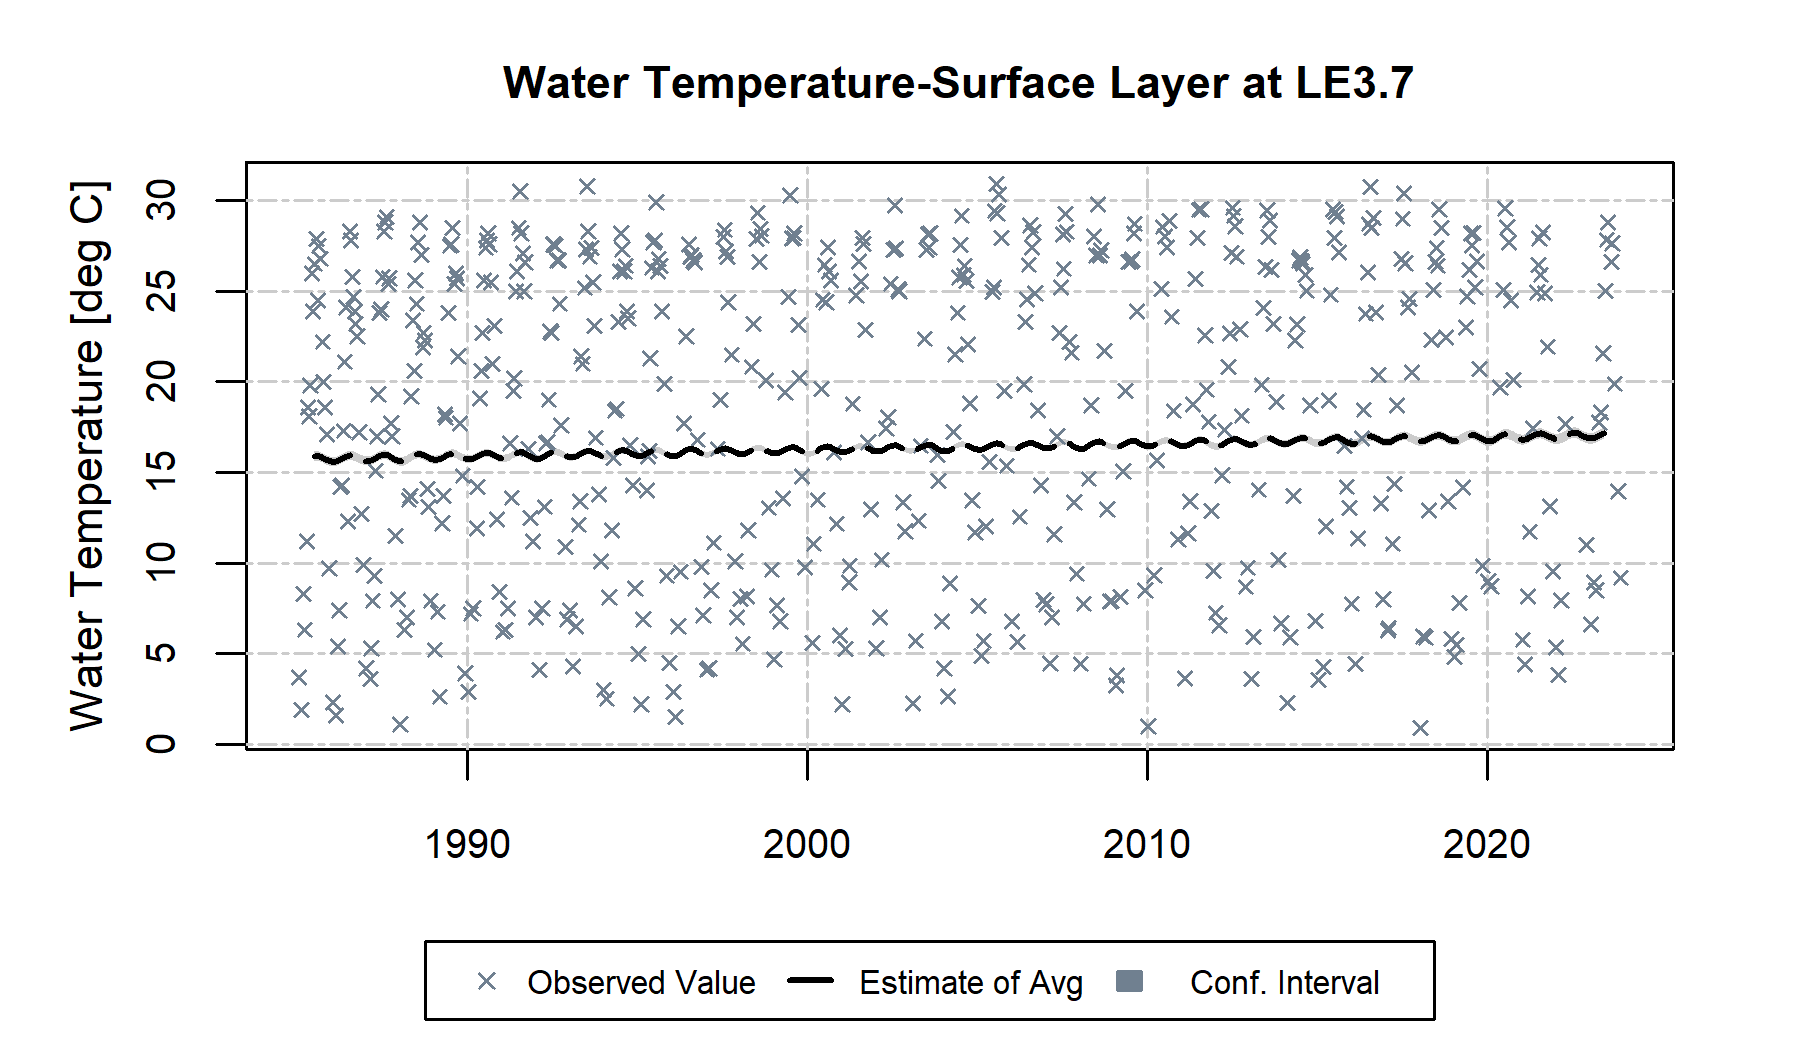 Water Temperature-Surface Layer at LE3.7
Water Temperature [deg C]
30
25
20
15
10
5
0
1990 2000 2010 2020
Observed Value Estimate of Avg Conf. Interval